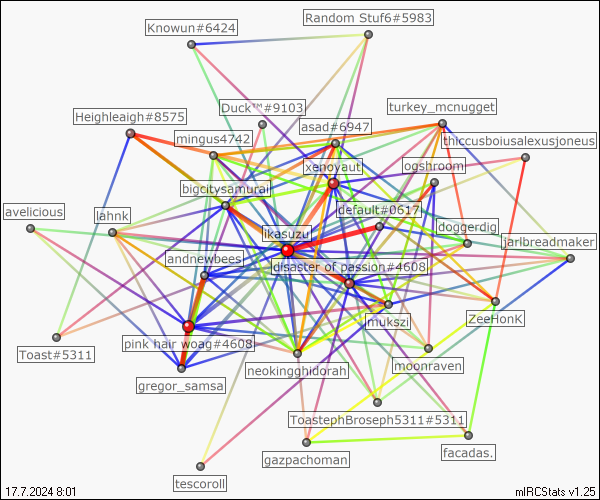 Random Stuf6#5983
Knowun#6424
Duck™#9103
turkey_mcnugget
Heighleaigh#8575
asad#6947
mingus4742
thiccusboiusalexusjoneus
xenoyaut
ogshroom
bigcitysamurai
avelicious
lahnk
default#0617
doggerdig
ikasuzu
jarlbreadmaker
andnewbees
disaster of passion#4608
mukszi
ZeeHonK
pink hair woag#4608
Toast#5311
moonraven
neokingghidorah
gregor_samsa
ToastephBroseph5311#5311
facadas.
gazpachoman
tescoroll
17.7.2024 8:01
mIRCStats v1.25